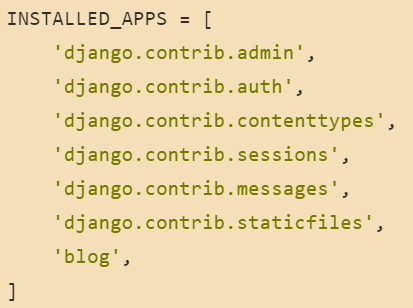 INSTALLED_APPS = [
    'django.contrib.admin',
    'django.contrib.auth',
    'django.contrib.contenttypes',
    'django.contrib.sessions',
    'django.contrib.messages',
    'django.contrib.staticfiles',
    'blog',
]